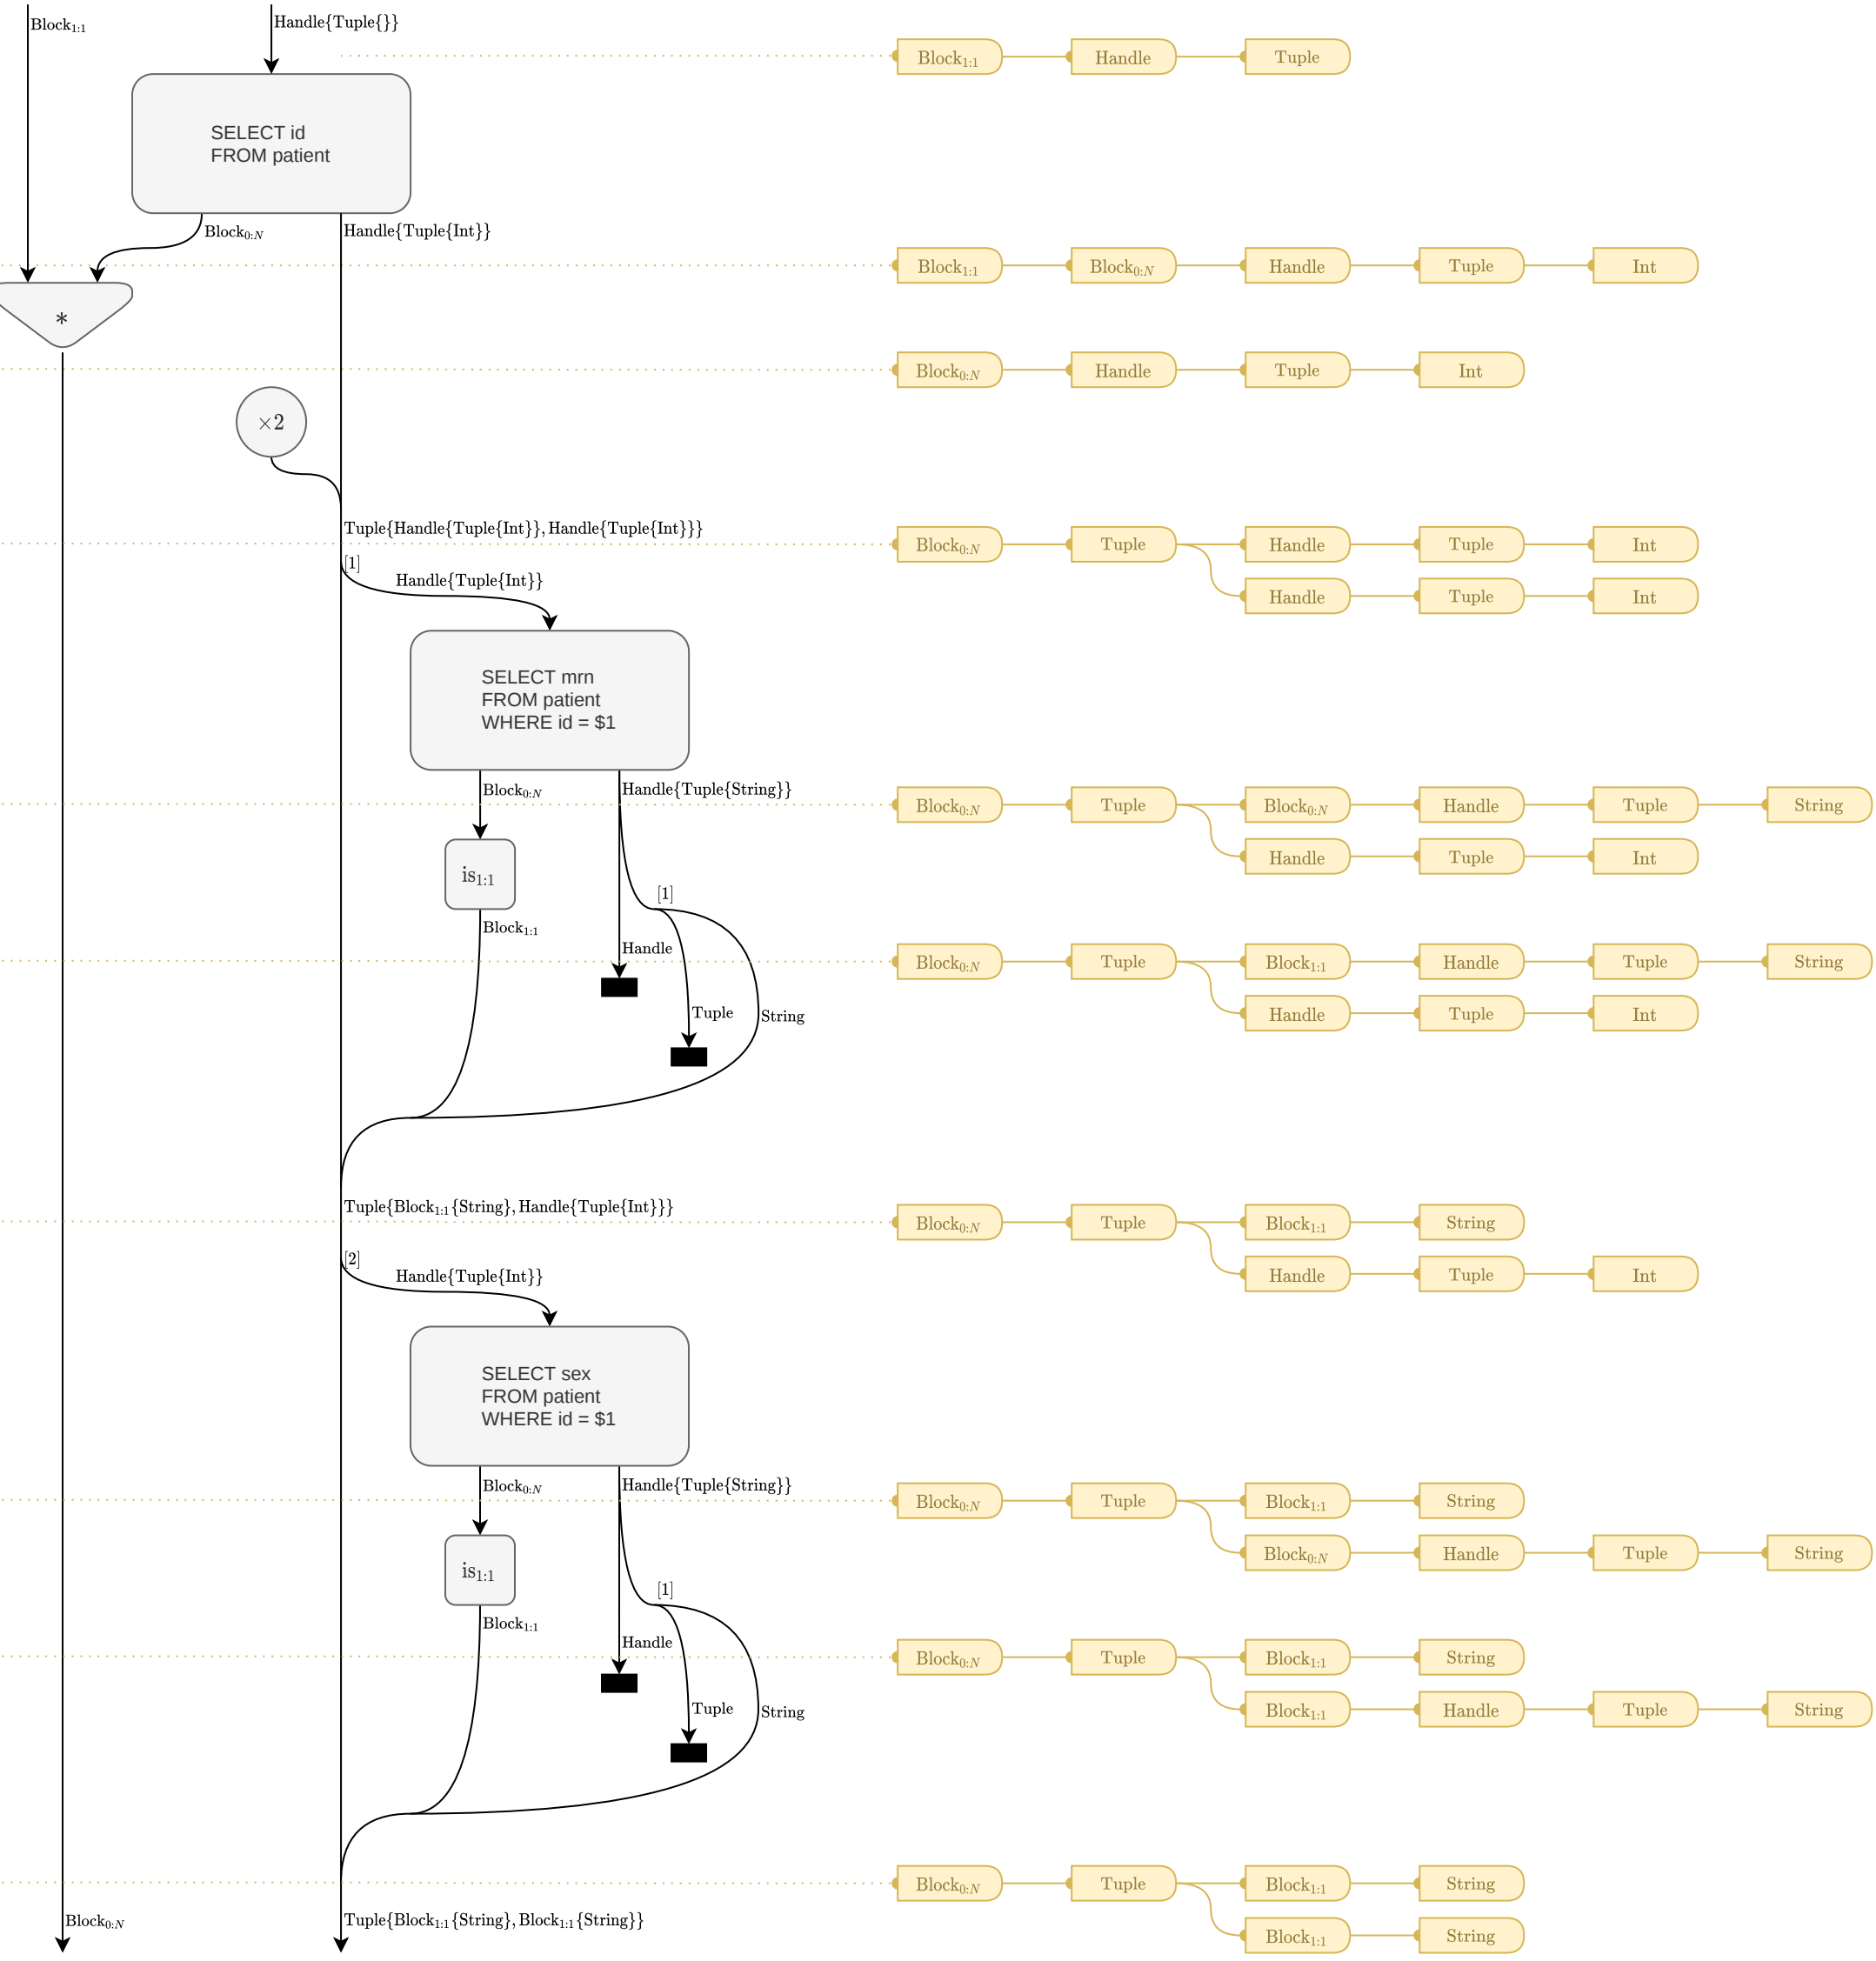 Block1:1
Handle{Tuple{}}
Block1:1 Handle Tuple
SELECT id
FROM patient
Block0:N
Handle{Tuple{Int}}
Block1:1 Block0:N Handle Tuple Int
*
Block0:N Handle Tuple Int
×2
Tuple{Handle{Tuple{Int}}, Handle{Tuple{Int}}}
Block0:N Tuple Handle Tuple Int
[1]
Handle{Tuple{Int}}
Handle Tuple Int
SELECT mrn
FROM patient
WHERE id = $1
Block0:N
Handle{Tuple{String}}
Block0:N Tuple Block0:N Handle Tuple String
Handle Tuple Int
is1:1
[1]
Block1:1
Handle
Block0:N Tuple Block1:1 Handle Tuple String
Tuple
String
Handle Tuple Int
Tuple{Block1:1{String}, Handle{Tuple{Int}}}
Block0:N Tuple Block1:1 String
[2]
Handle{Tuple{Int}}
Handle Tuple Int
SELECT sex
FROM patient
WHERE id = $1
Block0:N
Handle{Tuple{String}}
Block0:N Tuple Block1:1 String
Block0:N Handle Tuple String
is1:1
[1]
Block1:1
Handle
Block0:N Tuple Block1:1 String
Tuple
String
Block1:1 Handle Tuple String
Block0:N Tuple Block1:1 String
Block0:N
Tuple{Block1:1{String}, Block1:1{String}}
Block1:1 String